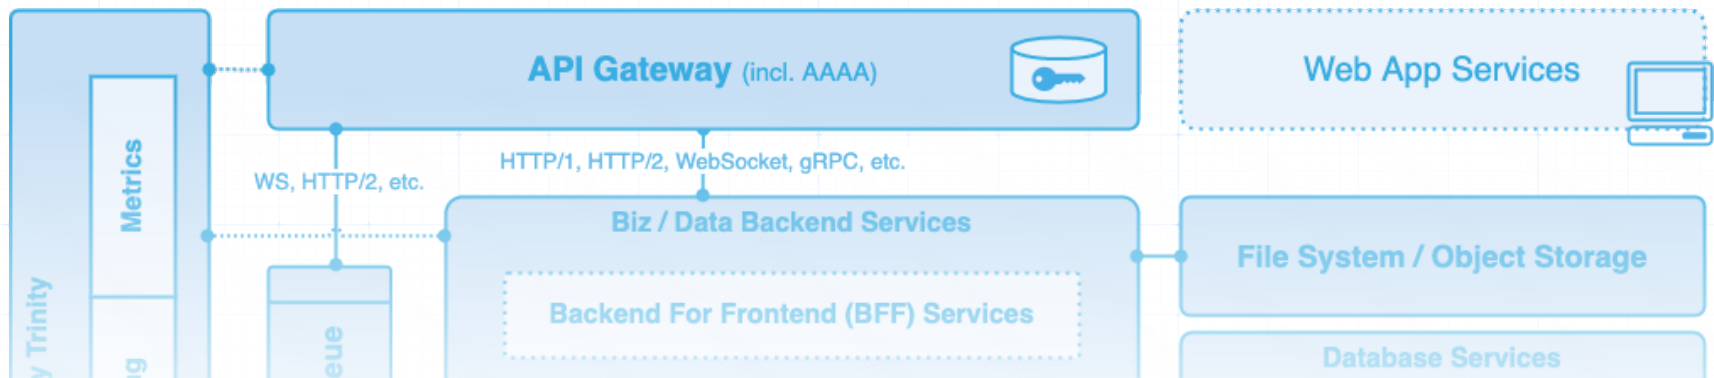 API Gateway (incl. AAAA)
Web App Services
Metrics
HTTP/1, HTTP/2, WebSocket, gRPC, etc.
WS, HTTP/2, etc.
Biz / Data Backend Services
File System / Object Storage
Backend For Frontend (BFF) Services
Trinity
Database Services